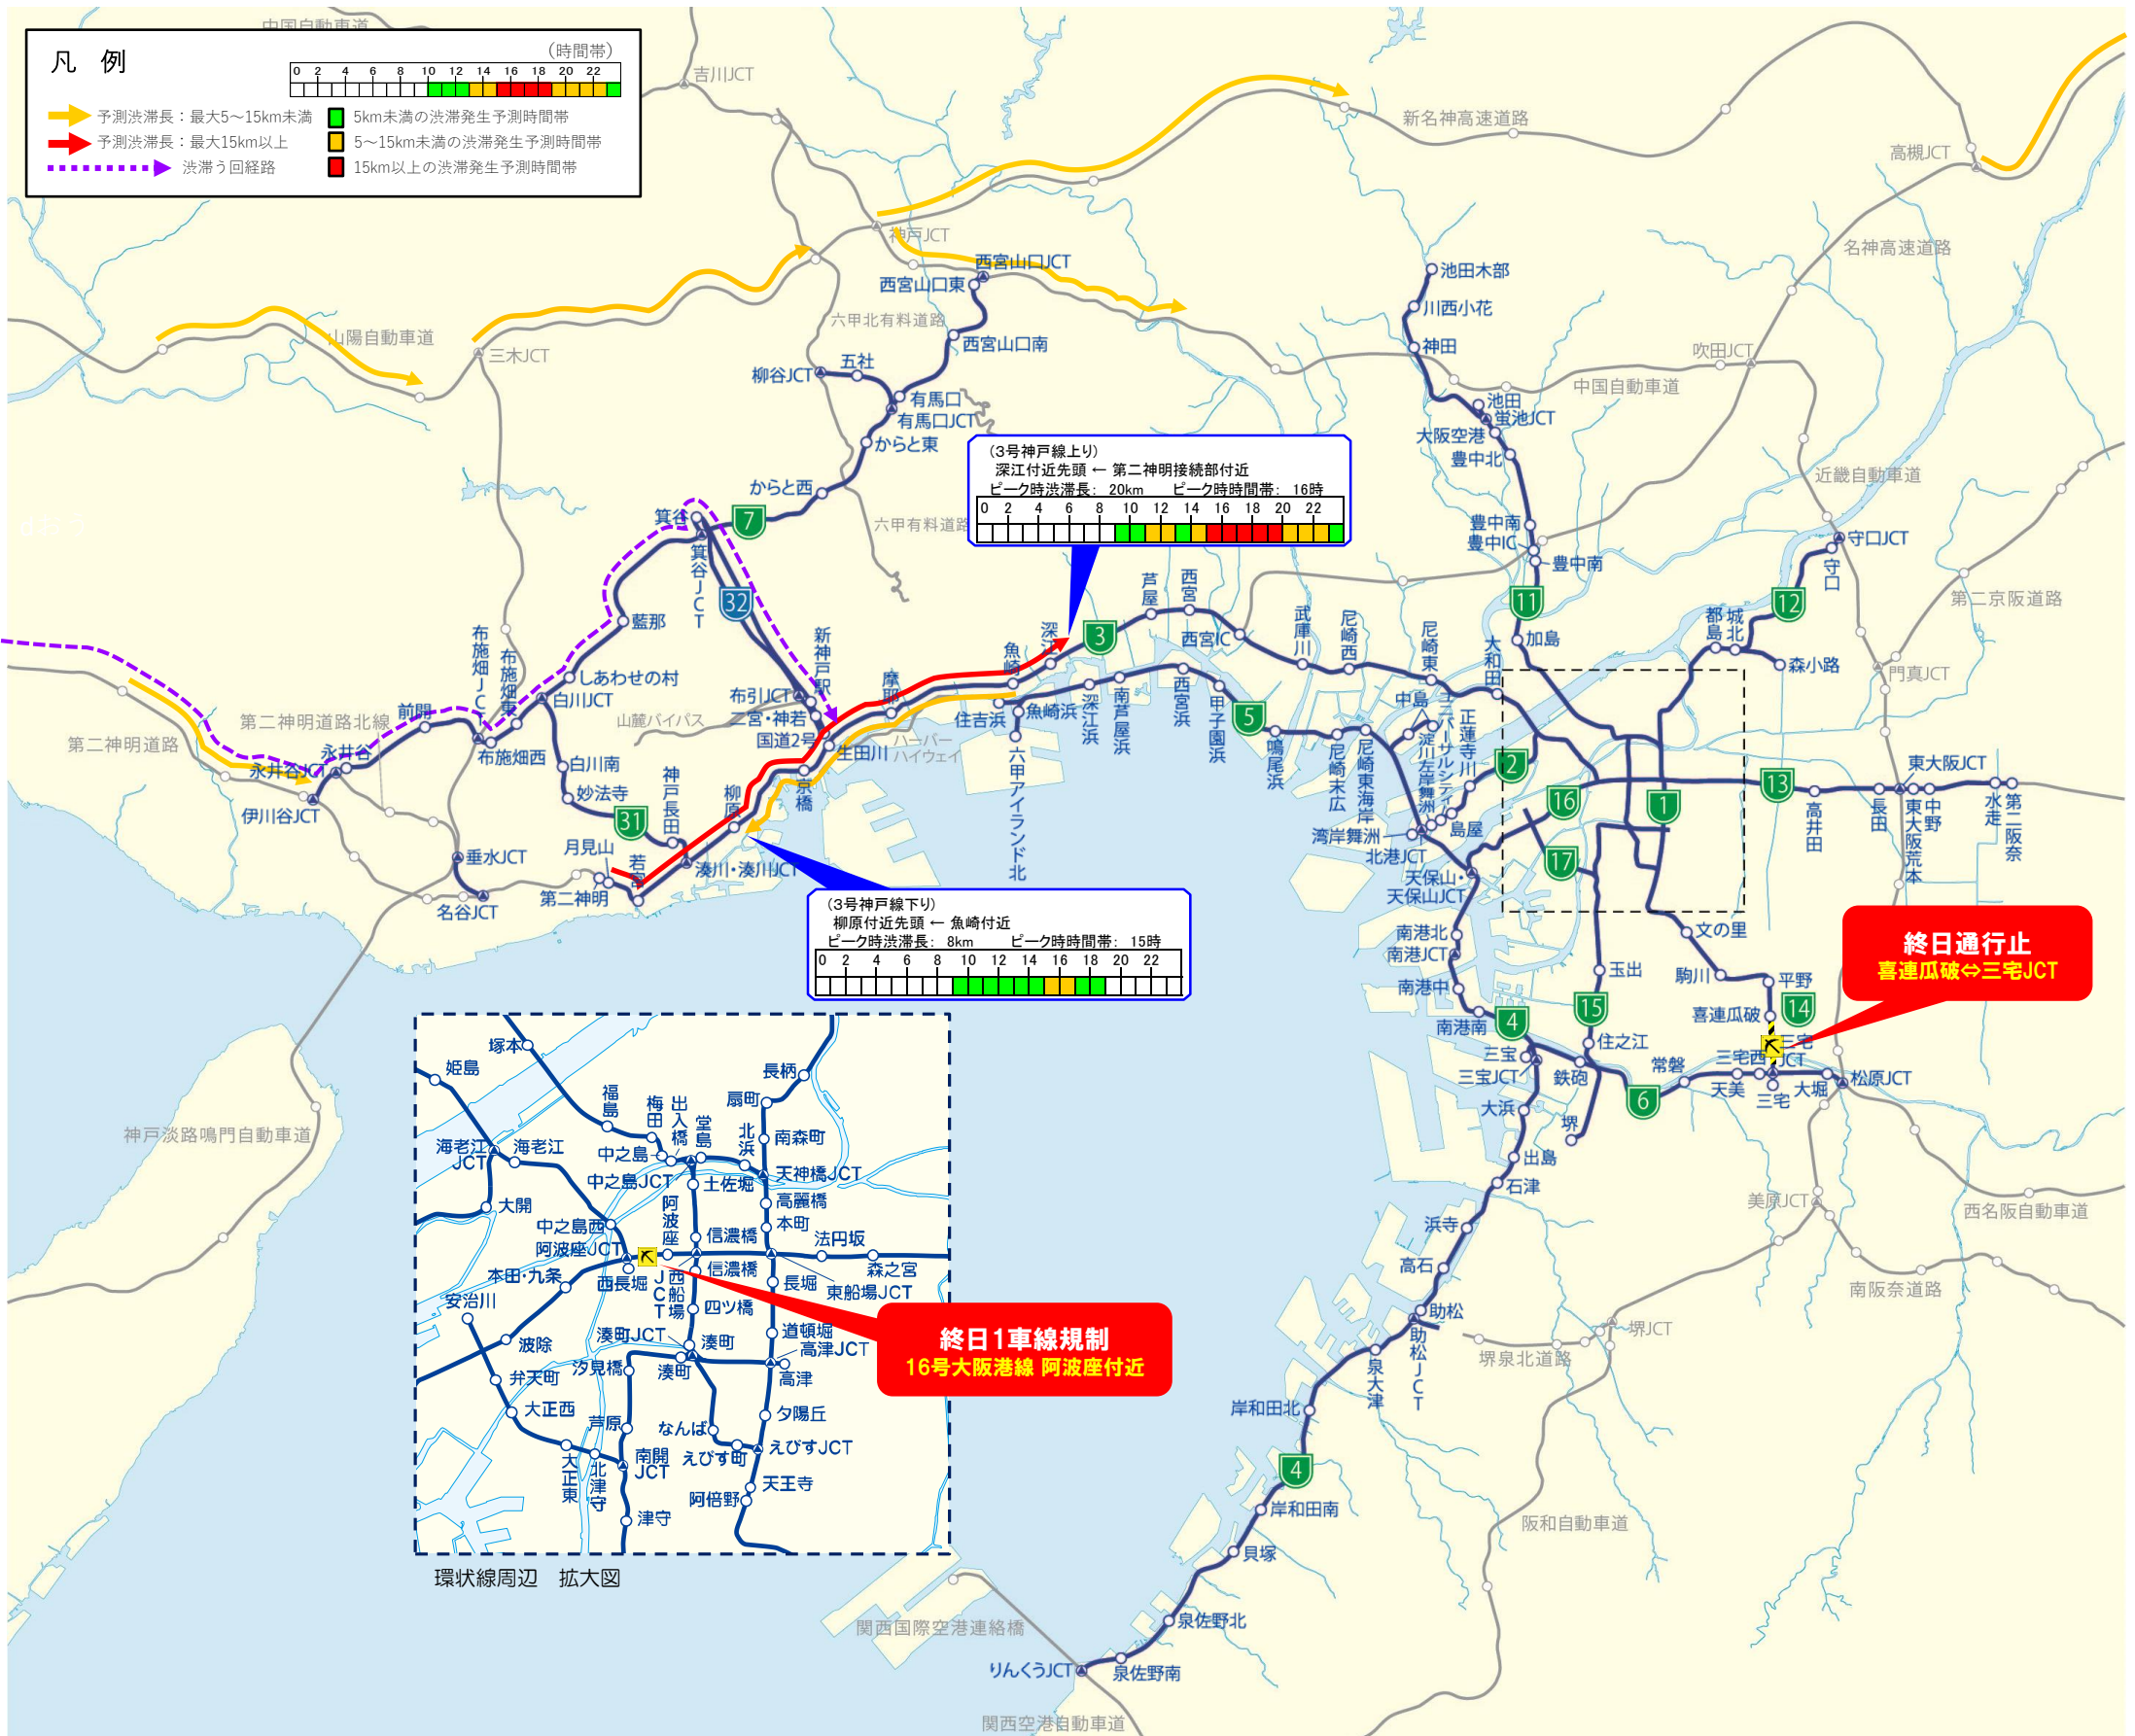 凡 例
(時間帯)
0 2 4 6 8 10 12 14 16 18 20 22
予測渋滞長：最大5～15km未満
5km未満の渋滞発生予測時間帯
予測渋滞長：最大15km以上
5～15km未満の渋滞発生予測時間帯
渋滞う回経路
15km以上の渋滞発生予測時間帯
中国自動車道
吉川JCT
新名神高速道路
高槻JCT
名神高速道路
神戸JCT
西宮山口JCT
西宮山口東
六甲北有料道路
西宮山口南
池田木部
川西小花
神田
吹田JCT
中国自動車道
山陽自動車道
三木JCT
柳谷JCT
五社
有馬口
有馬口JCT
からと東
からと西
池田
蛍池JCT
大阪空港
豊中北
近畿自動車道
(3号神戸線上り)
深江付近先頭 ← 第二神明接続部付近
ピーク時渋滞長： 20km ピーク時時間帯： 16時
0 2 4 6 8 10 12 14 16 18 20 22
箕谷
7
六甲有料道路
豊中南
豊中IC
豊中南
守口JCT
守口
箕谷JCT
32
藍那
11
12
第二京阪道路
しあわせの村
白川JCT
布施畑JCT
布施畑東
新神戸駅
布引JCT
二宮・神若
国道2号
生田川
摩耶
魚崎
深江
3
芦屋
西宮
西宮IC
武庫川
尼崎西
尼崎東
大和田
加島
都島
城北
森小路
門真JCT
第二神明道路北線
前開
第二神明道路
永井谷
永井谷JCT
布施畑西
伊川谷JCT
白川南
妙法寺
山麓バイパス
ハーバー
ハイウェイ
住吉浜
魚崎浜
六甲アイランド北
深江浜
南芦屋浜
西宮浜
甲子園浜
5
鳴尾浜
尼崎末広
尼崎東海岸
中島
ユニバーサルシティ
淀川左岸舞洲
正蓮寺川
2
湾岸舞洲
島屋
北港JCT
天保山・
天保山JCT
16
17
1
13
高井田
長田
東大阪JCT
東大阪荒本
中野
水走
第二阪奈
31
神戸長田
柳原
京橋
月見山
若宮
第二神明
湊川・湊川JCT
垂水JCT
名谷JCT
(3号神戸線下り)
柳原付近先頭 ← 魚崎付近
ピーク時渋滞長： 8km ピーク時時間帯： 15時
0 2 4 6 8 10 12 14 16 18 20 22
終日通行止
喜連瓜破⇔三宅JCT
南港北
南港JCT
南港中
南港南
4
文の里
駒川
平野
喜連瓜破
14
玉出
15
住之江
三宝
三宝JCT
鉄砲
6
常磐
三宅西
三宅
JCT
天美
三宅
大堀
松原JCT
大浜
堺
出島
石津
浜寺
高石
助松
助松JCT
泉大津
美原JCT
西名阪自動車道
南阪奈道路
堺JCT
堺泉北道路
岸和田北
4
岸和田南
貝塚
阪和自動車道
泉佐野北
泉佐野南
りんくうJCT
関西国際空港連絡橋
関西空港自動車道
神戸淡路鳴門自動車道
塚本
姫島
福島
梅田
出入橋
堂島
北浜
扇町
長柄
南森町
海老江
JCT
海老江
中之島
中之島JCT
土佐堀
天神橋JCT
高麗橋
大開
中之島西
阿波座
信濃橋
本町
法円坂
阿波座JCT
西長堀
西船場JCT
信濃橋
長堀
東船場JCT
森之宮
本田・九条
安治川
四ツ橋
波除
湊町JCT
湊町
道頓堀
高津JCT
汐見橋
湊町
高津
弁天町
大正西
芦原
なんば
夕陽丘
えびす町
えびすJCT
大正東
北津守
南開
JCT
天王寺
阿倍野
津守
終日1車線規制
16号大阪港線 阿波座付近
環状線周辺 拡大図